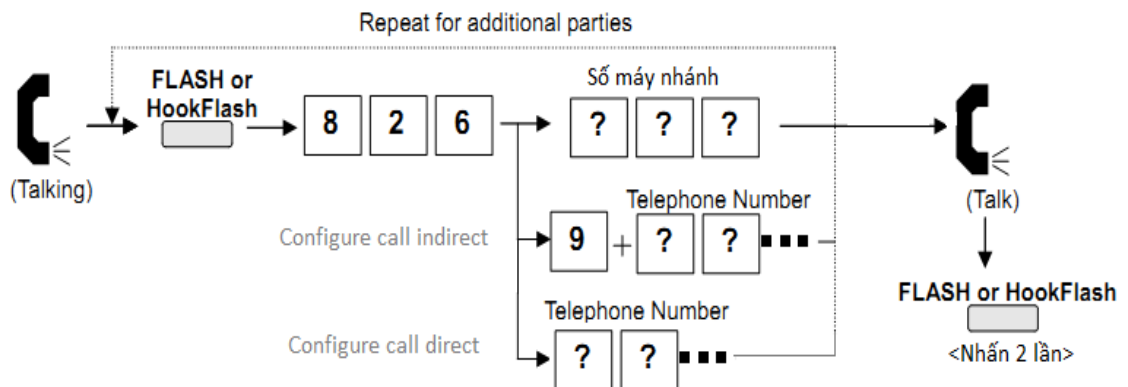 Repeat for additional parties
FLASH or
HookFlash
Số máy nhánh
8 2 6
? ? ?
(Talking)
(Talk)
Telephone Number
Configure call indirect
9 + ? ?
FLASH or HookFlash
Telephone Number
Configure call direct
? ?
<Nhấn 2 lần>